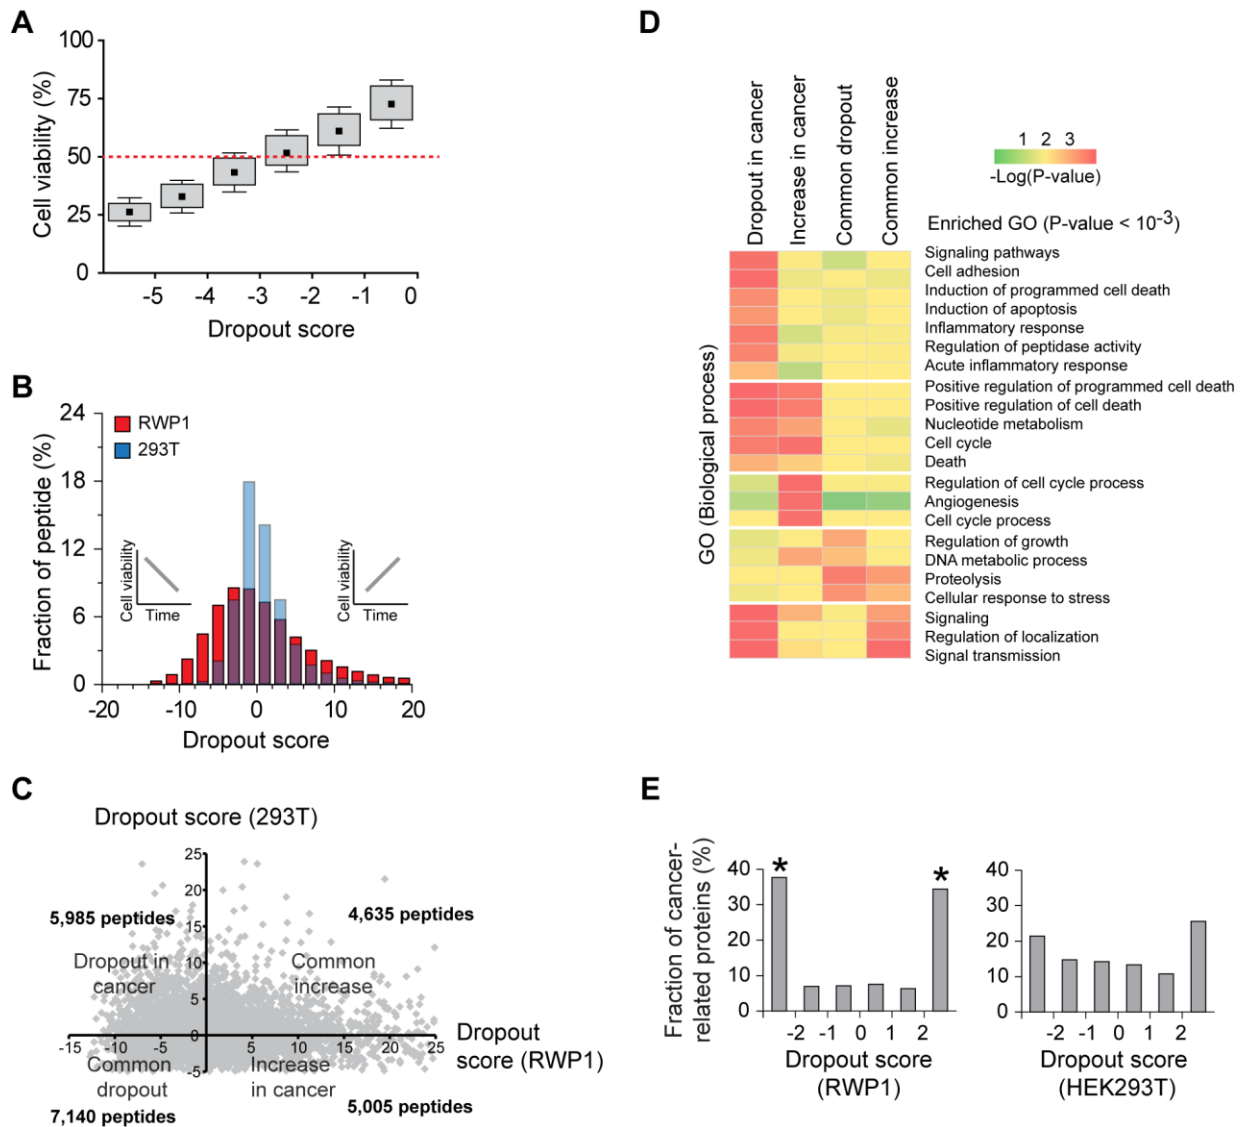 A
Cell viability (%)
100
75
50
25
0
-5 -4 -3 -2 -1 0
Dropout score
B
Fraction of peptide (%)
24
18
12
6
0
RWP1
293T
Cell viability
Time
Cell viability
Time
-20 -10 0 10 20
Dropout score
C
Dropout score (293T)
25
20
15
10
5
0
-5
-15 -10 -5 0 5 10 15 20 25
5,985 peptides
4,635 peptides
Dropout in
cancer
Common
increase
Dropout
score (RWP1)
Common
dropout
Increase
in cancer
7,140 peptides
5,005 peptides
D
Dropout in cancer
Increase in cancer
Common dropout
Common increase
1 2 3
-Log(P-value)
Enriched GO (P-value < 10-3)
GO (Biological process)
Signaling pathways
Cell adhesion
Induction of programmed cell death
Induction of apoptosis
Inflammatory response
Regulation of peptidase activity
Acute inflammatory response
Positive regulation of programmed cell death
Positive regulation of cell death
Nucleotide metabolism
Cell cycle
Death
Regulation of cell cycle process
Angiogenesis
Cell cycle process
Regulation of growth
DNA metabolic process
Proteolysis
Cellular response to stress
Signaling
Regulation of localization
Signal transmission
E
Fraction of cancer-
related proteins (%)
40
30
20
10
0
* *
-2 -1 0 1 2
Dropout score
(RWP1)
40
30
20
10
0
-2 -1 0 1 2
Dropout score
(HEK293T)